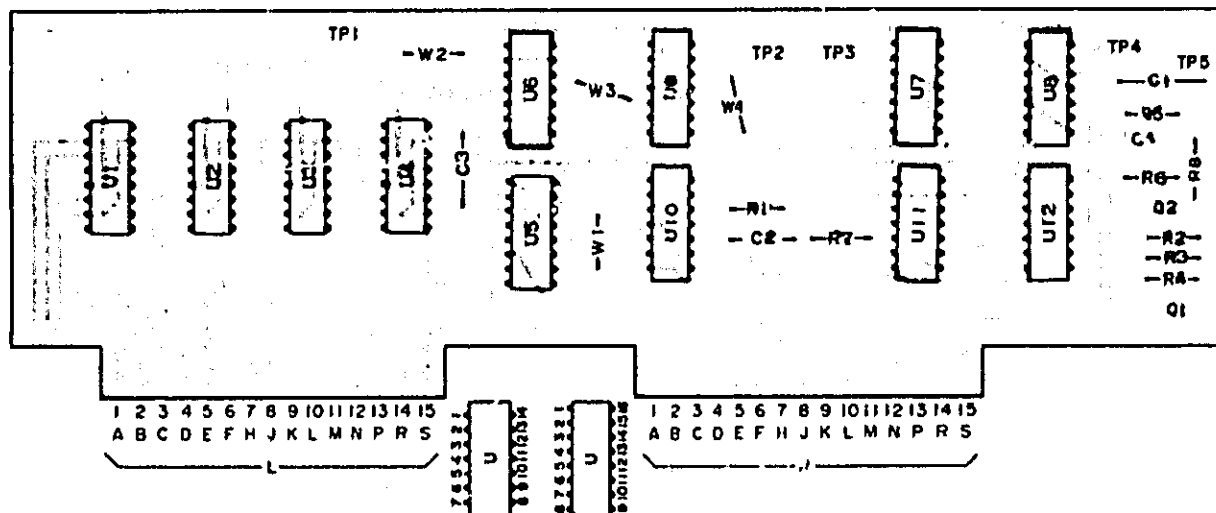 TP1
W2
U6
W3
TP2
TP3
W4
U7
U8
TP4
TP5
C1
R5
U1
U2
U3
U4
C3
U5
W1
U10
R1
C2
R7
U11
U12
R6
R8
Q2
R2
R3
R4
Q1
1 2 3 4 5 6 7 8 9 10 11 12 13 14 15
A B C D E F H J K L M N P R S
L
U
1 2 3 4 5 6 7
8 9 10 11 12 13 14
U
1 2 3 4 5 6 7 8
9 10 11 12 13 14 15 16
1 2 3 4 5 6 7 8 9 10 11 12 13 14 15
A B C D E F H J K L M N P R S